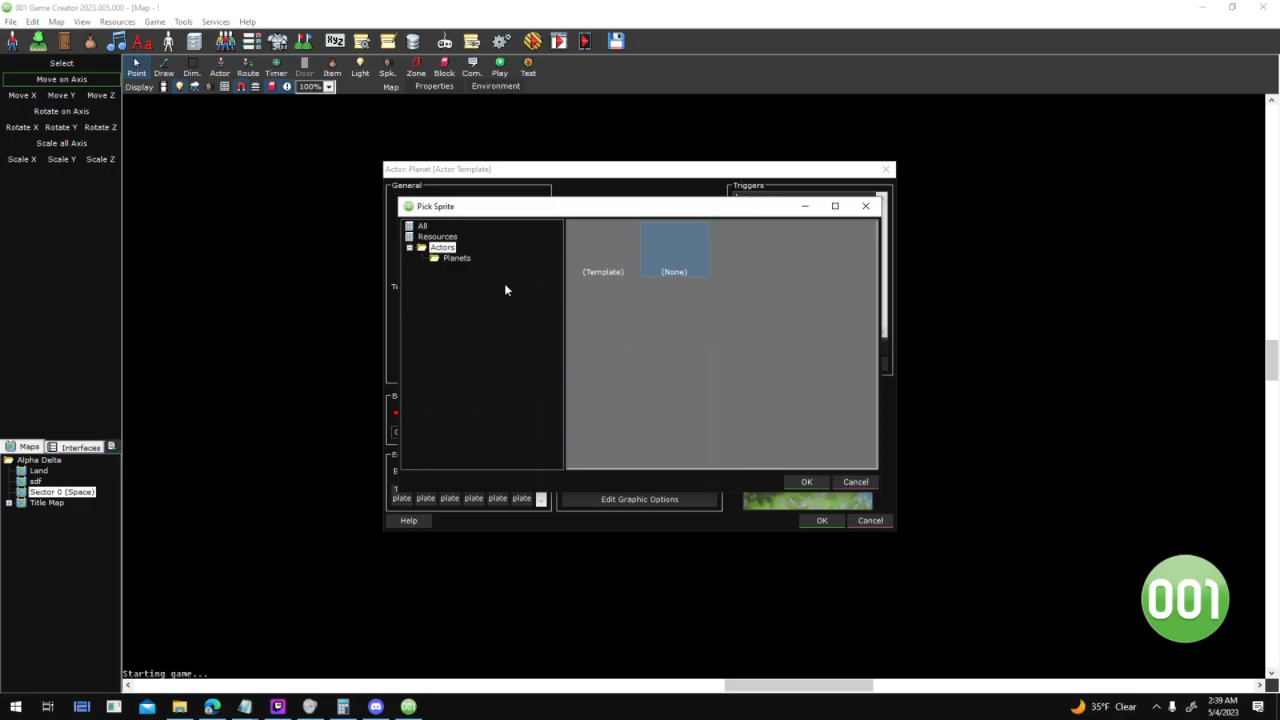 001 Game Creator 2023.005.000 - [Map - :
File Edit Map View Resources Game Tools Services Help
Select
Move on Axis
Move X Move Y Move Z
Rotate on Axis
Rotate X Rotate Y Rotate Z
Scale all Axis
Scale X Scale Y Scale Z
Point Draw Dim. Actor Route Timer Door Item Light Spk. Zone Block Com. Play Test
Display 100% Map Properties Environment
Actor: Planet [Actor Template]
General
Triggers
Pick Sprite
All
Resources
Actors
Planets
(Template)
(None)
OK Cancel
plate plate plate plate plate plate
Edit Graphic Options
Help
OK Cancel
Maps Interfaces
Alpha Delta
Land
sdf
Sector 0 (Space)
Title Map
001
Starting game...
35°F Clear
2:39 AM
5/4/2023